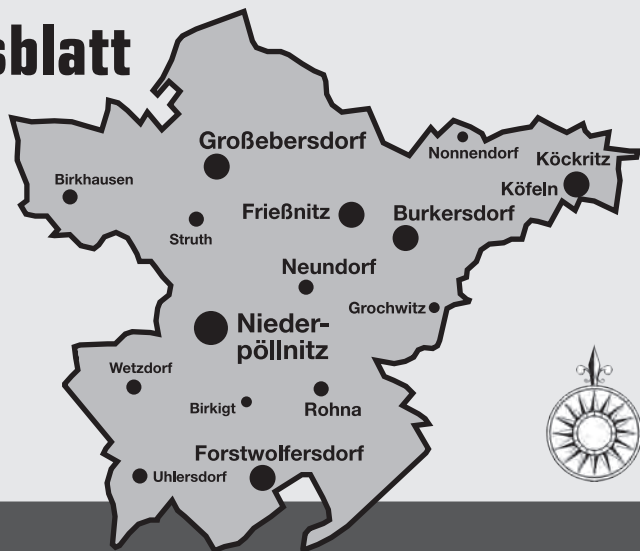 sblatt
Großebersdorf
Nonnendorf
Köckritz
Birkhausen
Köfeln
Frießnitz
Burkersdorf
Struth
Neundorf
Grochwitz
Nieder-
pöllnitz
Wetzdorf
Birkigt
Rohna
Forstwolfersdorf
Uhlersdorf